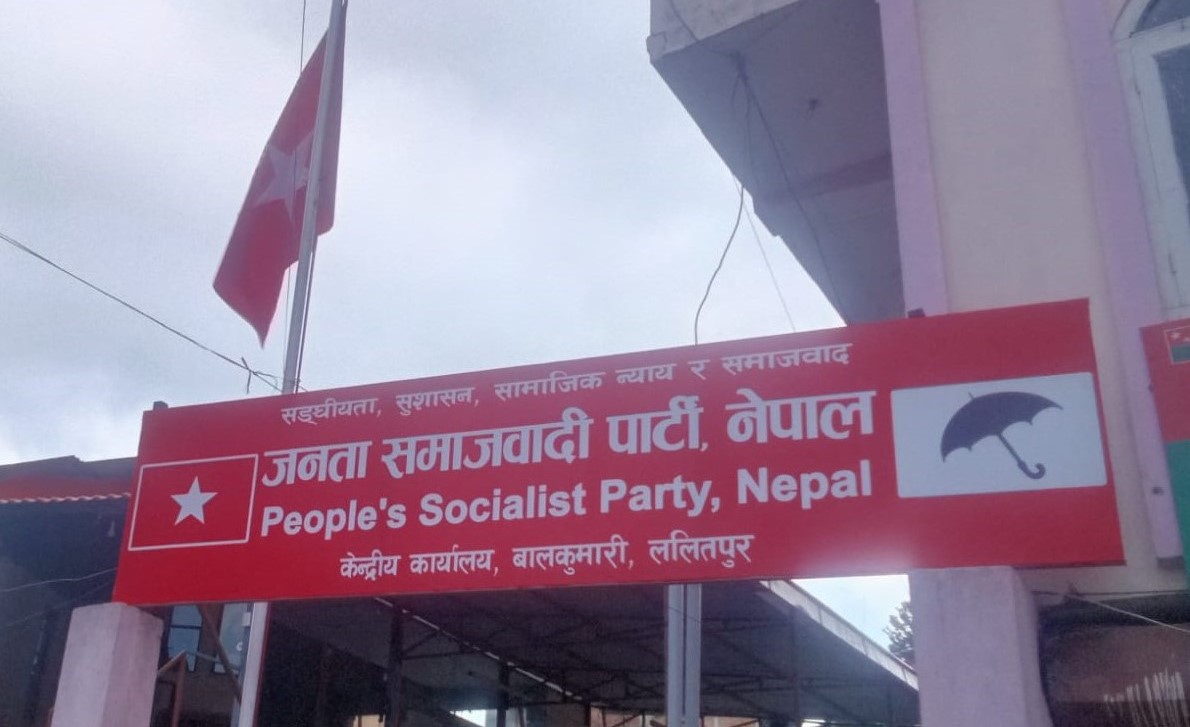 सङ्घीयता, सुशासन, सामाजिक न्याय र समाजवाद
जनता समाजवादी पार्टी, नेपाल
People's Socialist Party, Nepal
केन्द्रीय कार्यालय, बालकुमारी, ललितपुर